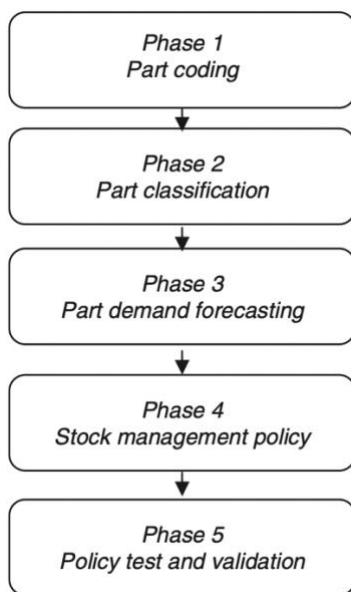 Phase 1
Part coding
Phase 2
Part classification
Phase 3
Part demand forecasting
Phase 4
Stock management policy
Phase 5
Policy test and validation